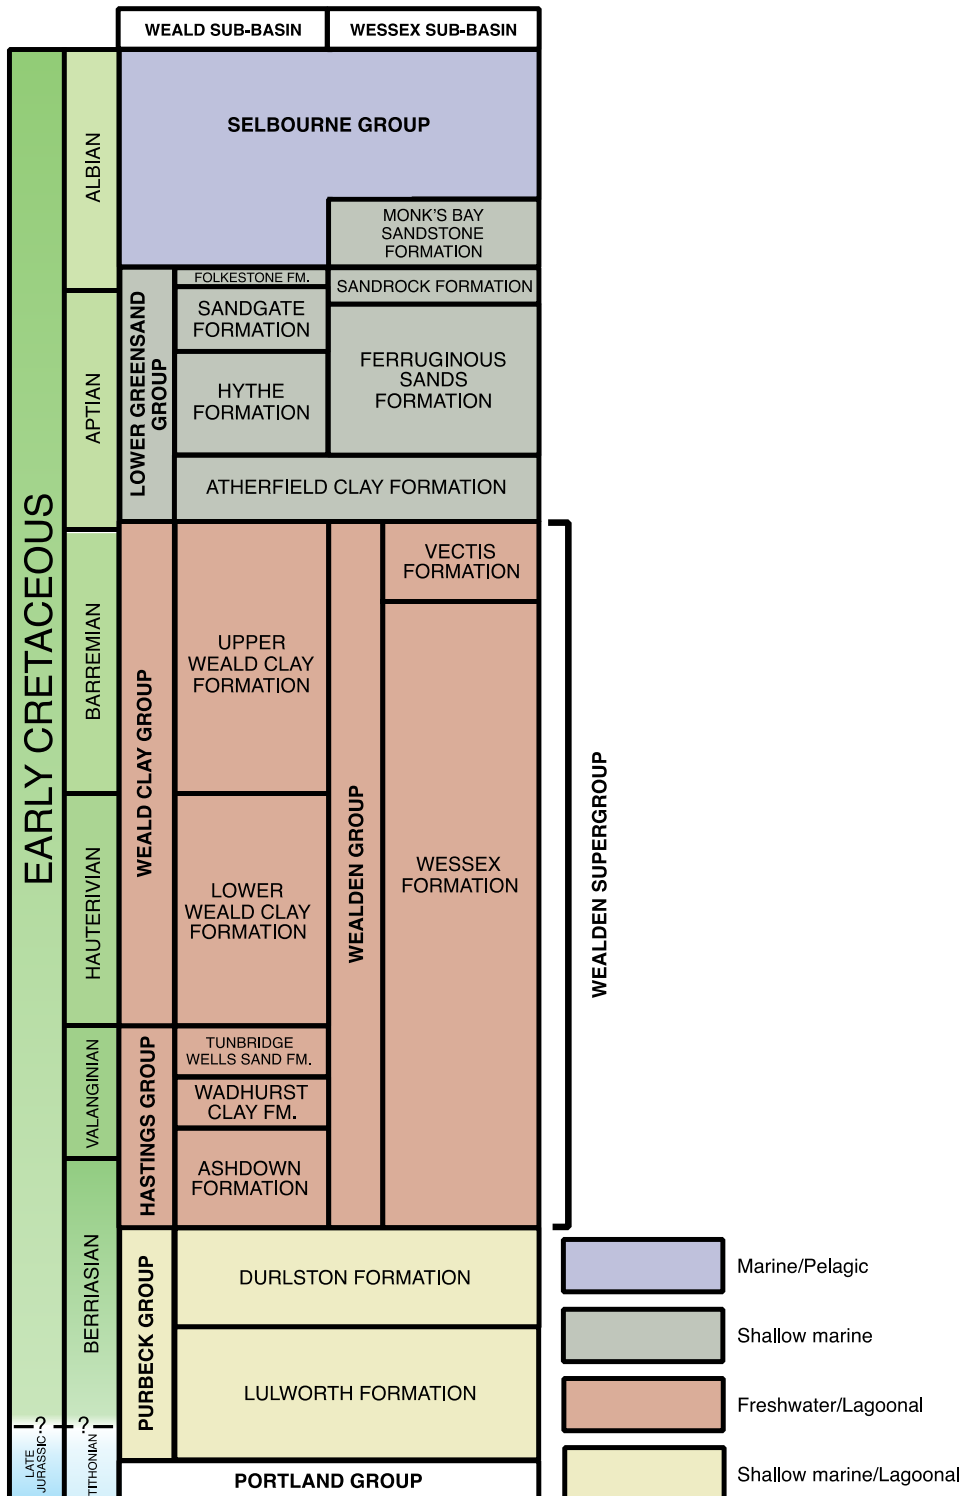 WEALD SUB-BASIN
WESSEX SUB-BASIN
EARLY CRETACEOUS
LATE
JURASSIC
?
?
ALBIAN
APTIAN
BARREMIAN
HAUTERIVIAN
VALANGINIAN
BERRIASIAN
TITHONIAN
SELBOURNE GROUP
MONK'S BAY
SANDSTONE
FORMATION
LOWER GREENSAND
GROUP
FOLKESTONE FM.
SANDROCK FORMATION
SANDGATE
FORMATION
FERRUGINOUS
SANDS
FORMATION
HYTHE
FORMATION
ATHERFIELD CLAY FORMATION
WEALD CLAY GROUP
UPPER
WEALD CLAY
FORMATION
LOWER
WEALD CLAY
FORMATION
WEALDEN GROUP
VECTIS
FORMATION
WESSEX
FORMATION
WEALDEN SUPERGROUP
HASTINGS GROUP
TUNBRIDGE
WELLS SAND FM.
WADHURST
CLAY FM.
ASHDOWN
FORMATION
PURBECK GROUP
DURLSTON FORMATION
LULWORTH FORMATION
PORTLAND GROUP
Marine/Pelagic
Shallow marine
Freshwater/Lagoonal
Shallow marine/Lagoonal